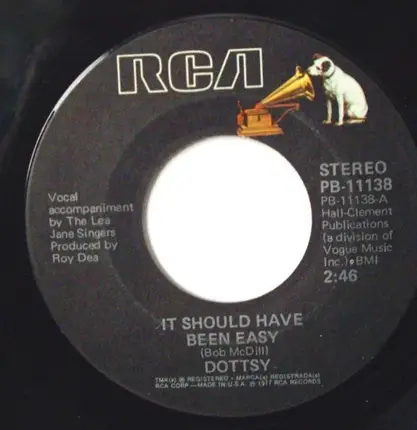 RCA
STEREO
PB-11138
PB-11138-A
Hall-Clement
Publications
(a division of
Vogue Music
Inc.), BMI
2:46
Vocal
accompaniment
by The Lea
Jane Singers
Produced by
Roy Dea
IT SHOULD HAVE
BEEN EASY
(Bob McDill)
DOTTSY
TMK(s) ® REGISTERED • MARCA(s) REGISTRADA(s)
RCA CORP.—MADE IN U.S.A. ℗ 1977 RCA RECORDS